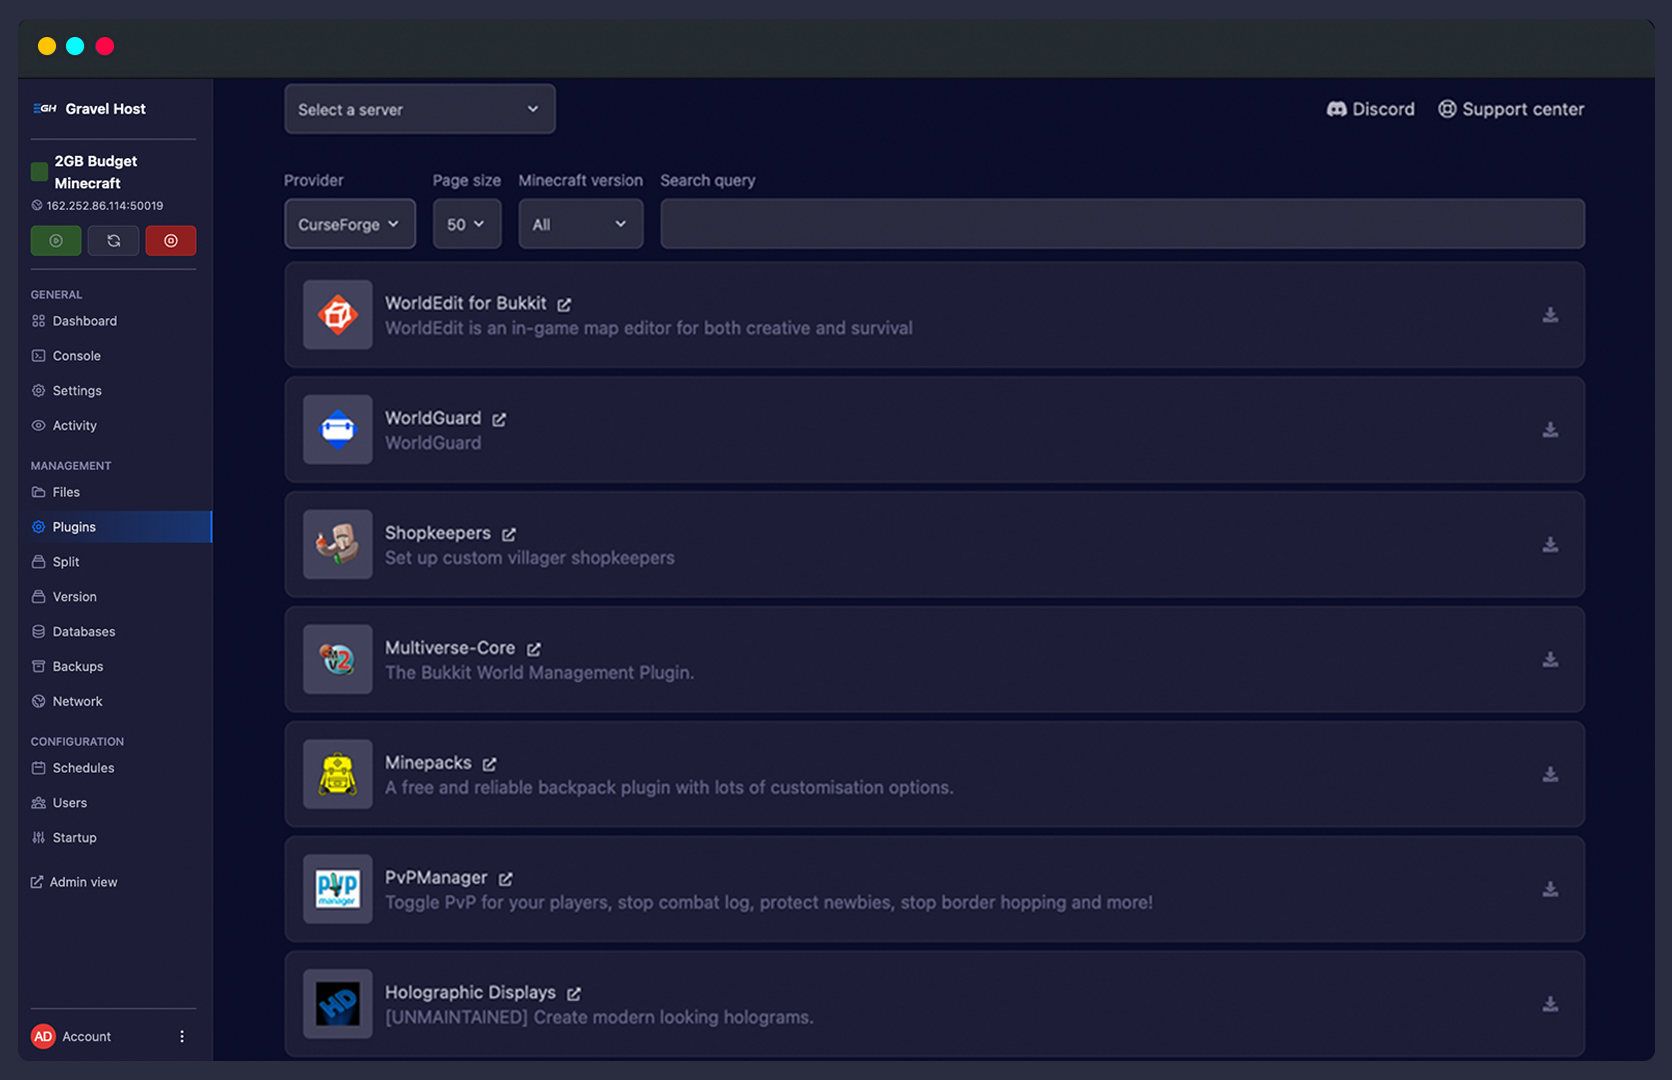 GH Gravel Host
2GB Budget
Minecraft
162.252.86.114:50019
GENERAL
Dashboard
Console
Settings
Activity
MANAGEMENT
Files
Plugins
Split
Version
Databases
Backups
Network
CONFIGURATION
Schedules
Users
Startup
Admin view
AD Account
Select a server
Discord Support center
Provider Page size Minecraft version Search query
CurseForge 50 All
WorldEdit for Bukkit
WorldEdit is an in-game map editor for both creative and survival
WorldGuard
WorldGuard
Shopkeepers
Set up custom villager shopkeepers
Multiverse-Core
The Bukkit World Management Plugin.
Minepacks
A free and reliable backpack plugin with lots of customisation options.
PvP
manager
PvPManager
Toggle PvP for your players, stop combat log, protect newbies, stop border hopping and more!
HD
Holographic Displays
[UNMAINTAINED] Create modern looking holograms.